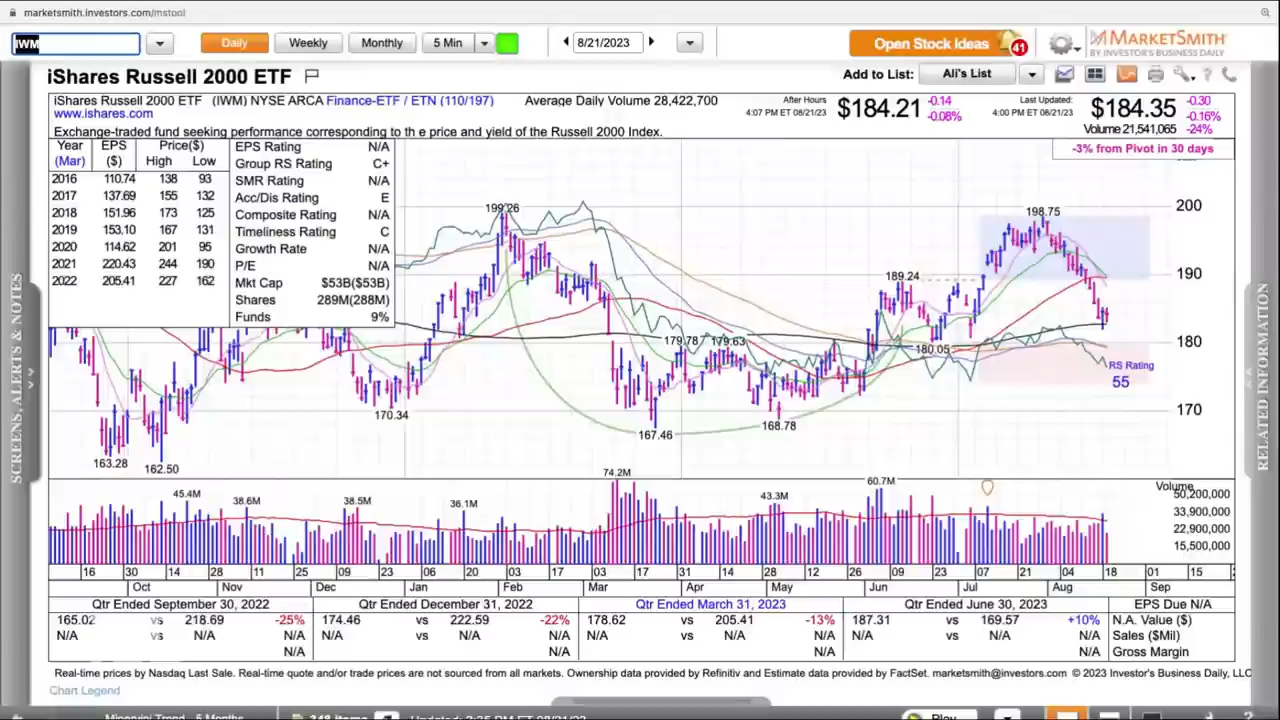 marketsmith.investors.com/mstool
IWM
Daily
Weekly
Monthly
5 Min
8/21/2023
Open Stock Ideas
41
MARKETSMITH
BY INVESTOR'S BUSINESS DAILY
iShares Russell 2000 ETF
Add to List:
Ali's List
iShares Russell 2000 ETF (IWM) NYSE ARCA Finance-ETF / ETN (110/197) Average Daily Volume 28,422,700
www.ishares.com
After Hours
4:07 PM ET 08/21/23
$184.21
-0.14
-0.08%
Last Updated:
4:00 PM ET 08/21/23
$184.35
-0.30
-0.16%
Volume 21,541,065 -24%
Exchange-traded fund seeking performance corresponding to th e price and yield of the Russell 2000 Index.
-3% from Pivot in 30 days
Year EPS Price($)
(Mar) ($) High Low
2016 110.74 138 93
2017 137.69 155 132
2018 151.96 173 125
2019 153.10 167 131
2020 114.62 201 95
2021 220.43 244 190
2022 205.41 227 162
EPS Rating N/A
Group RS Rating C+
SMR Rating N/A
Acc/Dis Rating E
Composite Rating N/A
Timeliness Rating C
Growth Rate N/A
P/E N/A
Mkt Cap $53B($53B)
Shares 289M(288M)
Funds 9%
199.26
198.75
200
189.24
190
179.78
179.63
180.05
180
RS Rating
55
170.34
170
167.46
168.78
163.28
162.50
74.2M
60.7M
45.4M
38.6M
38.5M
36.1M
43.3M
Volume
50,200,000
33,900,000
22,900,000
15,500,000
16 30 14 28 11 25 09 23 06 20 03 17 03 17 31 14 28 12 26 09 23 07 21 04 18 01 15
Oct Nov Dec Jan Feb Mar Apr May Jun Jul Aug Sep
Qtr Ended September 30, 2022
Qtr Ended December 31, 2022
Qtr Ended March 31, 2023
Qtr Ended June 30, 2023
EPS Due N/A
165.02 vs 218.69 -25% 174.46 vs 222.59 -22% 178.62 vs 205.41 -13% 187.31 vs 169.57 +10% N.A. Value ($)
N/A vs N/A N/A N/A vs N/A N/A N/A vs N/A N/A N/A vs N/A N/A Sales ($Mil)
N/A N/A N/A N/A Gross Margin
Real-time prices by Nasdaq Last Sale. Real-time quote and/or trade prices are not sourced from all markets. Ownership data provided by Refinitiv and Estimate data provided by FactSet. marketsmith@investors.com © 2023 Investor's Business Daily, LLC
Chart Legend
SCREENS, ALERTS & NOTES
RELATED INFORMATION
Minervini Trend - 5 Months
348 items
Updated: 3:35 PM ET 08/21/23
Play